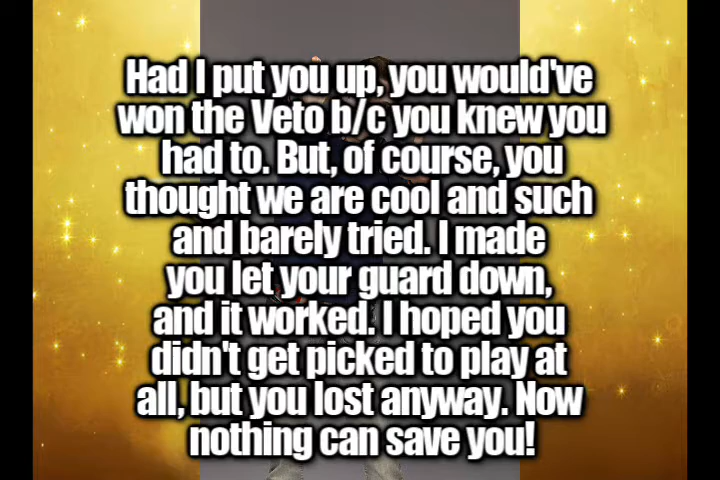 Had I put you up, you would've
won the Veto b/c you knew you
had to. But, of course, you
thought we are cool and such
and barely tried. I made
you let your guard down,
and it worked. I hoped you
didn't get picked to play at
all, but you lost anyway. Now
nothing can save you!